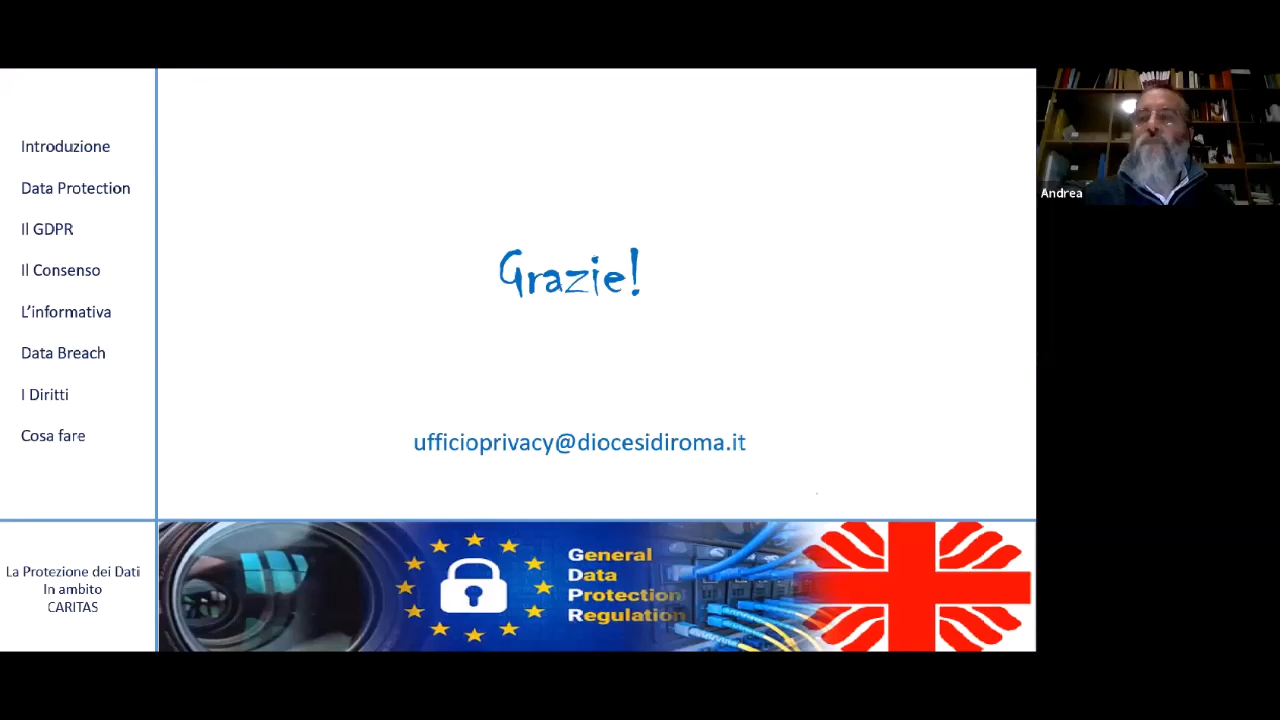 Introduzione
Data Protection
Il GDPR
Il Consenso
L'informativa
Data Breach
I Diritti
Cosa fare
Grazie!
ufficioprivacy@diocesidiroma.it
La Protezione dei Dati
In ambito
CARITAS
General
Data
Protection
Regulation
Andrea